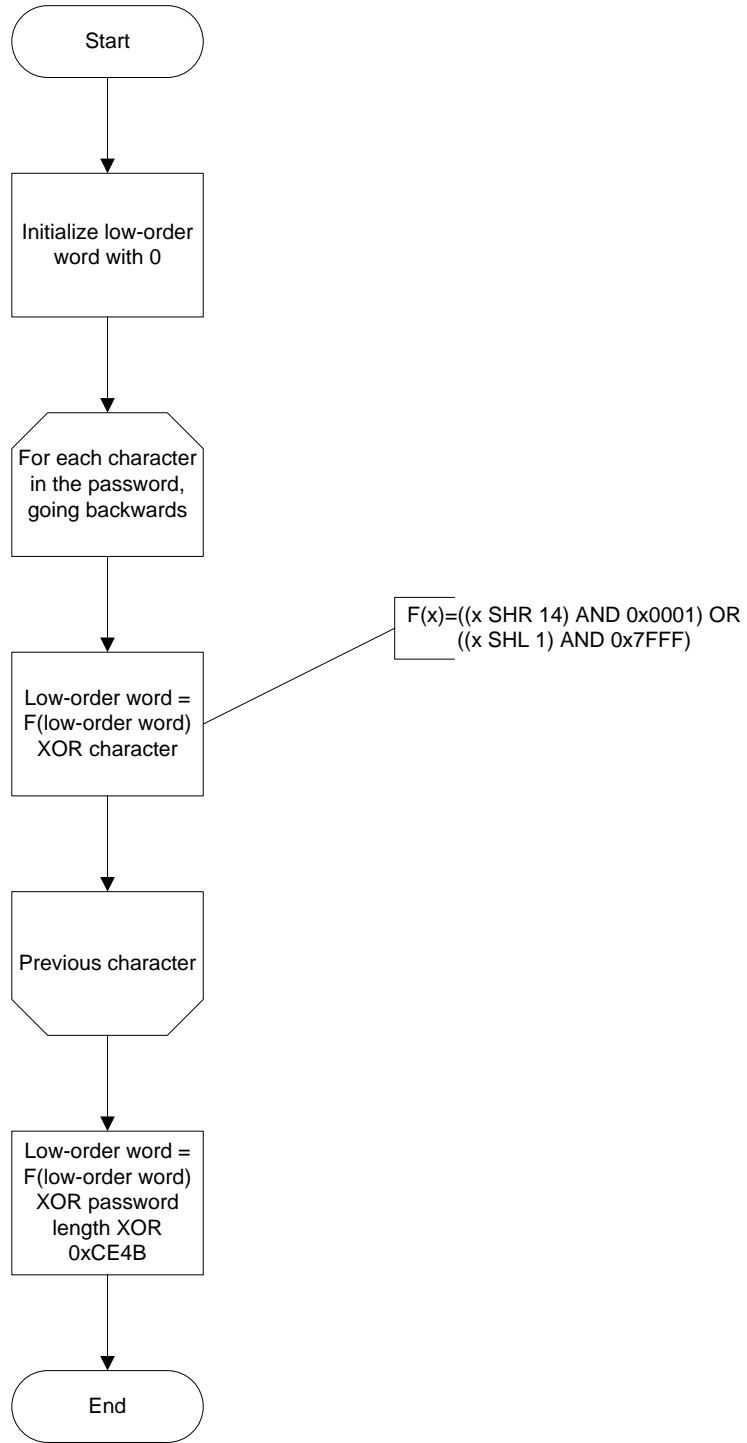 Start
Initialize low-order
word with 0
For each character
in the password,
going backwards
F(x)=((x SHR 14) AND 0x0001) OR
((x SHL 1) AND 0x7FFF)
Low-order word =
F(low-order word)
XOR character
Previous character
Low-order word =
F(low-order word)
XOR password
length XOR
0xCE4B
End